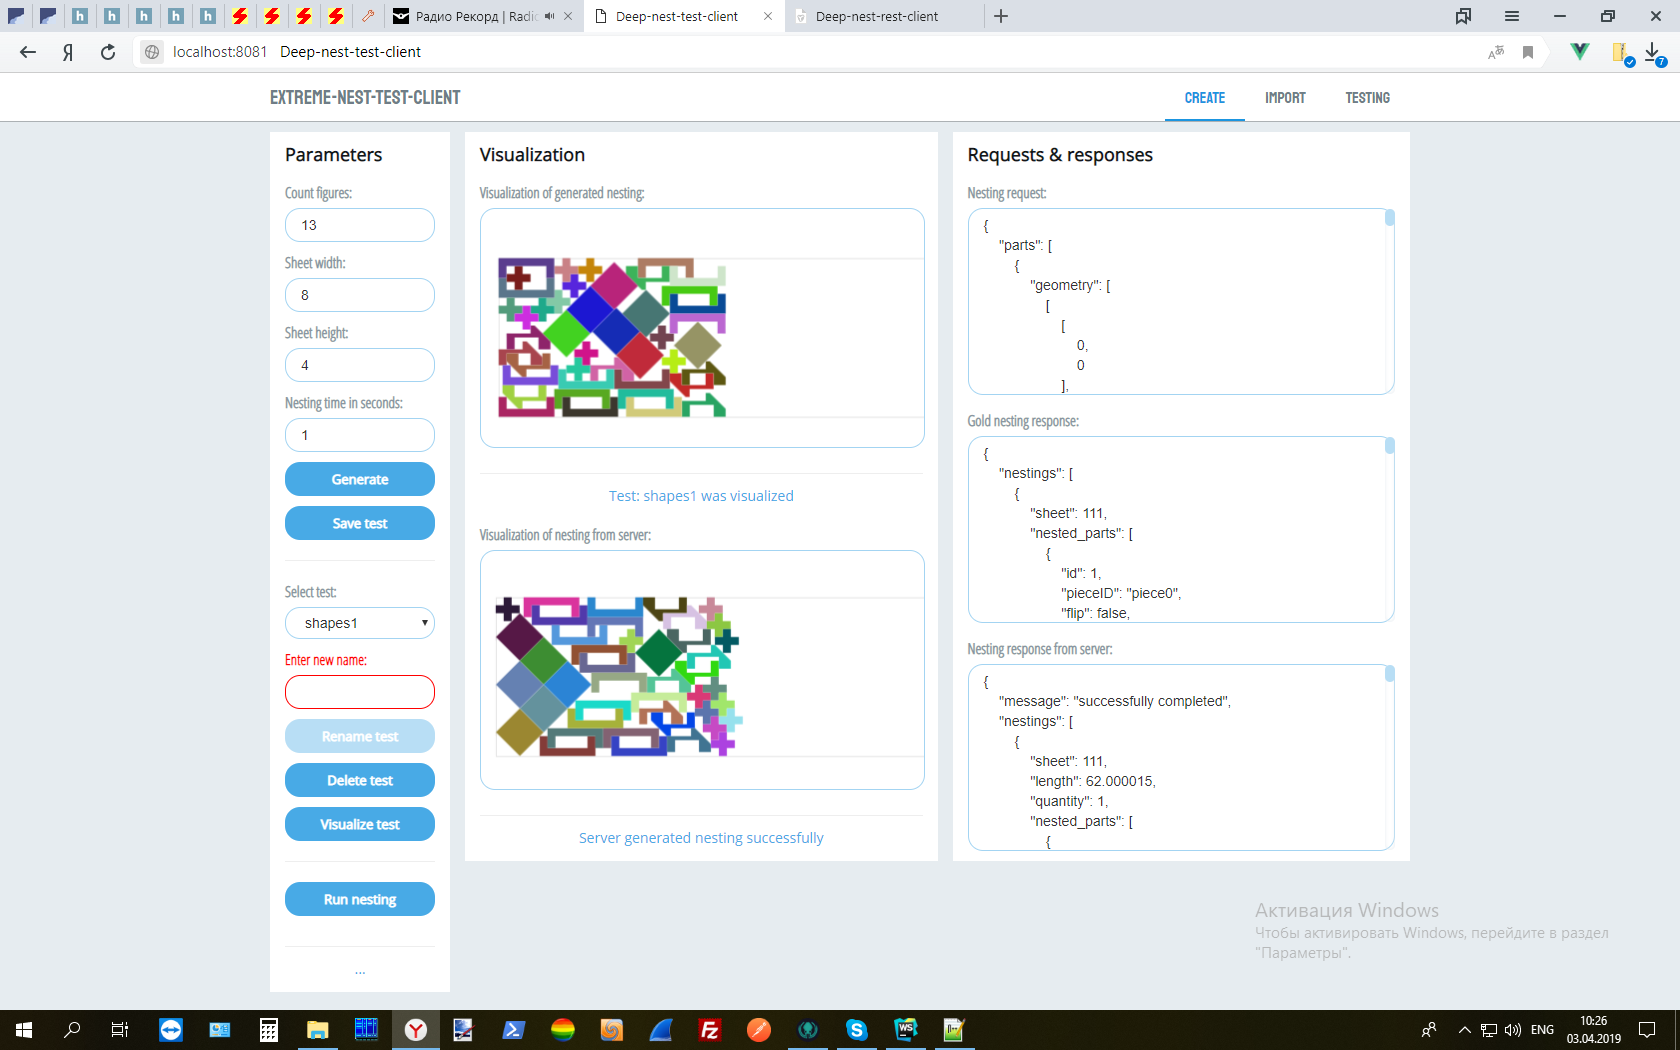 Радио Рекорд | Radio
Deep-nest-test-client
Deep-nest-rest-client
localhost:8081 Deep-nest-test-client
7
EXTREME-NEST-TEST-CLIENT
CREATE
IMPORT
TESTING
Parameters
Count figures:
13
Sheet width:
8
Sheet height:
4
Nesting time in seconds:
1
Generate
Save test
Select test:
shapes1
Enter new name:
Rename test
Delete test
Visualize test
Run nesting
...
Visualization
Visualization of generated nesting:
Test: shapes1 was visualized
Visualization of nesting from server:
Server generated nesting successfully
Requests & responses
Nesting request:
{
"parts": [
{
"geometry": [
[
[
0,
0
],
Gold nesting response:
{
"nestings": [
{
"sheet": 111,
"nested_parts": [
{
"id": 1,
"pieceID": "piece0",
"flip": false,
Nesting response from server:
{
"message": "successfully completed",
"nestings": [
{
"sheet": 111,
"length": 62.000015,
"quantity": 1,
"nested_parts": [
{
Активация Windows
Чтобы активировать Windows, перейдите в раздел
"Параметры".
ENG
10:26
03.04.2019